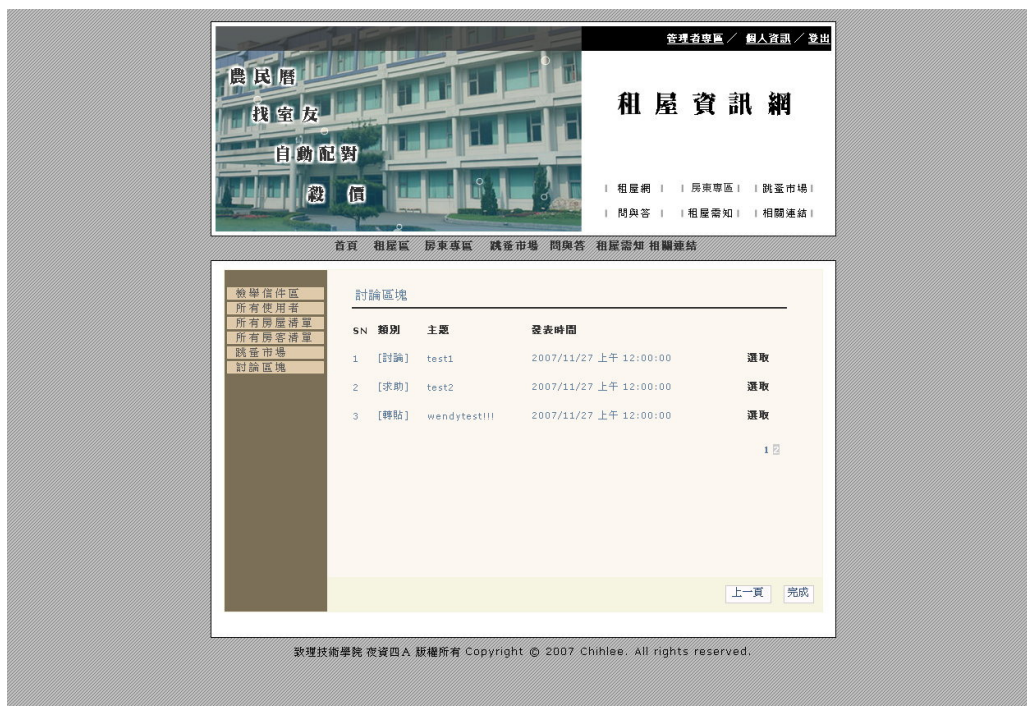 管理者專區／ 個人資訊／登出
農民曆
找室友
自動配對
殺 價
租屋資訊網
| 租屋網 | | 房東專區 | | 跳蚤市場 |
| 問與答 | | 租屋需知 | | 相關連結 |
首頁 租屋區 房東專區 跳蚤市場 問與答 租屋需知 相關連結
檢舉信件區
所有使用者
所有房屋清單
所有房客清單
跳蚤市場
討論區塊
討論區塊
SN 類別 主題 發表時間
1 [討論] test1 2007/11/27 上午 12:00:00 選取
2 [求助] test2 2007/11/27 上午 12:00:00 選取
3 [轉貼] wendytest!!! 2007/11/27 上午 12:00:00 選取
1 2
上一頁 完成
致理技術學院 夜資四A 版權所有 Copyright © 2007 Chihlee. All rights reserved.